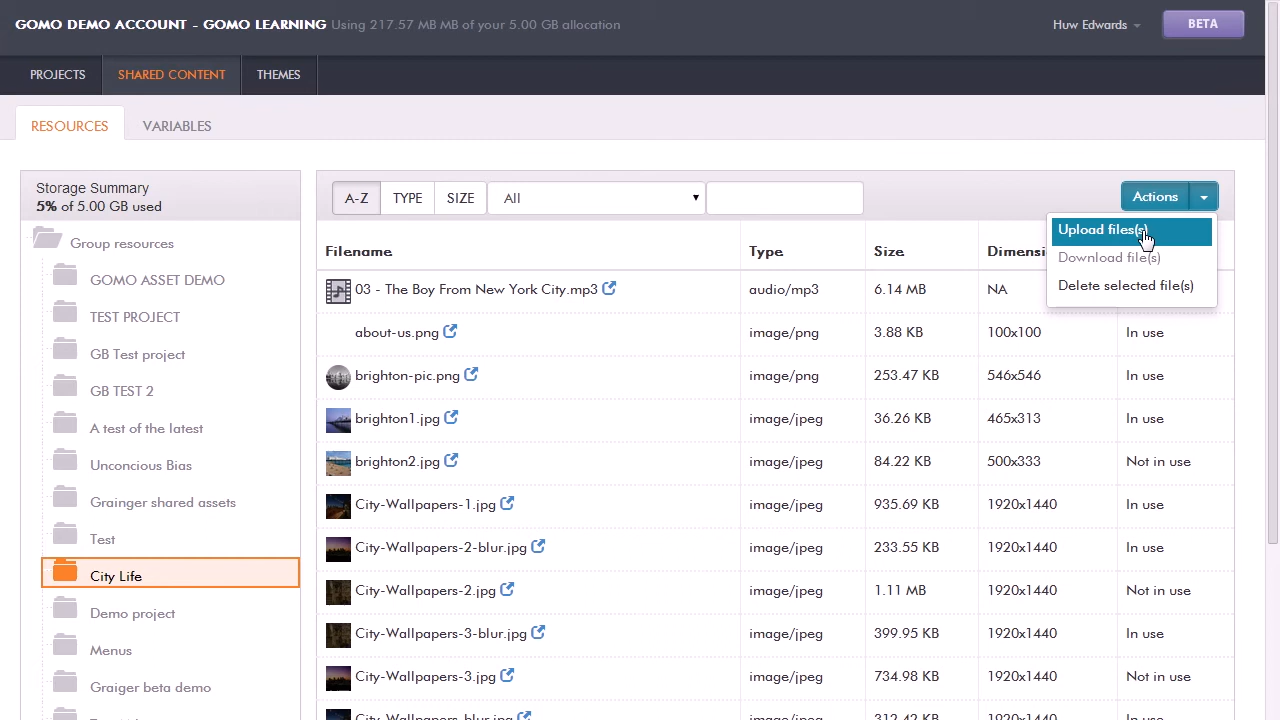 GOMO DEMO ACCOUNT - GOMO LEARNING Using 217.57 MB MB of your 5.00 GB allocation Huw Edwards BETA
PROJECTS SHARED CONTENT THEMES
RESOURCES VARIABLES
Storage Summary
5% of 5.00 GB used
Group resources
GOMO ASSET DEMO
TEST PROJECT
GB Test project
GB TEST 2
A test of the latest
Unconcious Bias
Grainger shared assets
Test
City Life
Demo project
Menus
Graiger beta demo
A-Z TYPE SIZE All Actions
Upload files(s)
Download file(s)
Delete selected file(s)
Filename Type Size
03 - The Boy From New York City.mp3 audio/mp3 6.14 MB NA
about-us.png image/png 3.88 KB 100x100 In use
brighton-pic.png image/png 253.47 KB 546x546 In use
brighton1.jpg image/jpeg 36.26 KB 465x313 In use
brighton2.jpg image/jpeg 84.22 KB 500x333 Not in use
City-Wallpapers-1.jpg image/jpeg 935.69 KB 1920x1440 In use
City-Wallpapers-2-blur.jpg image/jpeg 233.55 KB 1920x1440 In use
City-Wallpapers-2.jpg image/jpeg 1.11 MB 1920x1440 Not in use
City-Wallpapers-3-blur.jpg image/jpeg 399.95 KB 1920x1440 In use
City-Wallpapers-3.jpg image/jpeg 734.98 KB 1920x1440 Not in use
City-Wallpapers-blur.jpg image/jpeg 312.42 KB 1920x1440 In use